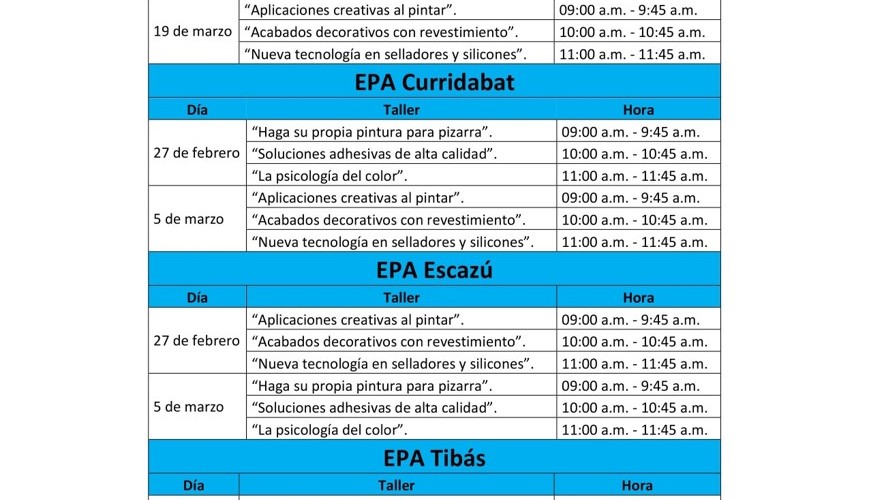 “Aplicaciones creativas al pintar”. 09:00 a.m. - 9:45 a.m.
19 de marzo “Acabados decorativos con revestimiento”. 10:00 a.m. - 10:45 a.m.
“Nueva tecnología en selladores y silicones”. 11:00 a.m. - 11:45 a.m.
EPA Curridabat
Día Taller Hora
“Haga su propia pintura para pizarra”. 09:00 a.m. - 9:45 a.m.
27 de febrero “Soluciones adhesivas de alta calidad”. 10:00 a.m. - 10:45 a.m.
“La psicología del color”. 11:00 a.m. - 11:45 a.m.
“Aplicaciones creativas al pintar”. 09:00 a.m. - 9:45 a.m.
5 de marzo “Acabados decorativos con revestimiento”. 10:00 a.m. - 10:45 a.m.
“Nueva tecnología en selladores y silicones”. 11:00 a.m. - 11:45 a.m.
EPA Escazú
Día Taller Hora
“Aplicaciones creativas al pintar”. 09:00 a.m. - 9:45 a.m.
27 de febrero “Acabados decorativos con revestimiento”. 10:00 a.m. - 10:45 a.m.
“Nueva tecnología en selladores y silicones”. 11:00 a.m. - 11:45 a.m.
“Haga su propia pintura para pizarra”. 09:00 a.m. - 9:45 a.m.
5 de marzo “Soluciones adhesivas de alta calidad”. 10:00 a.m. - 10:45 a.m.
“La psicología del color”. 11:00 a.m. - 11:45 a.m.
EPA Tibás
Día Taller Hora